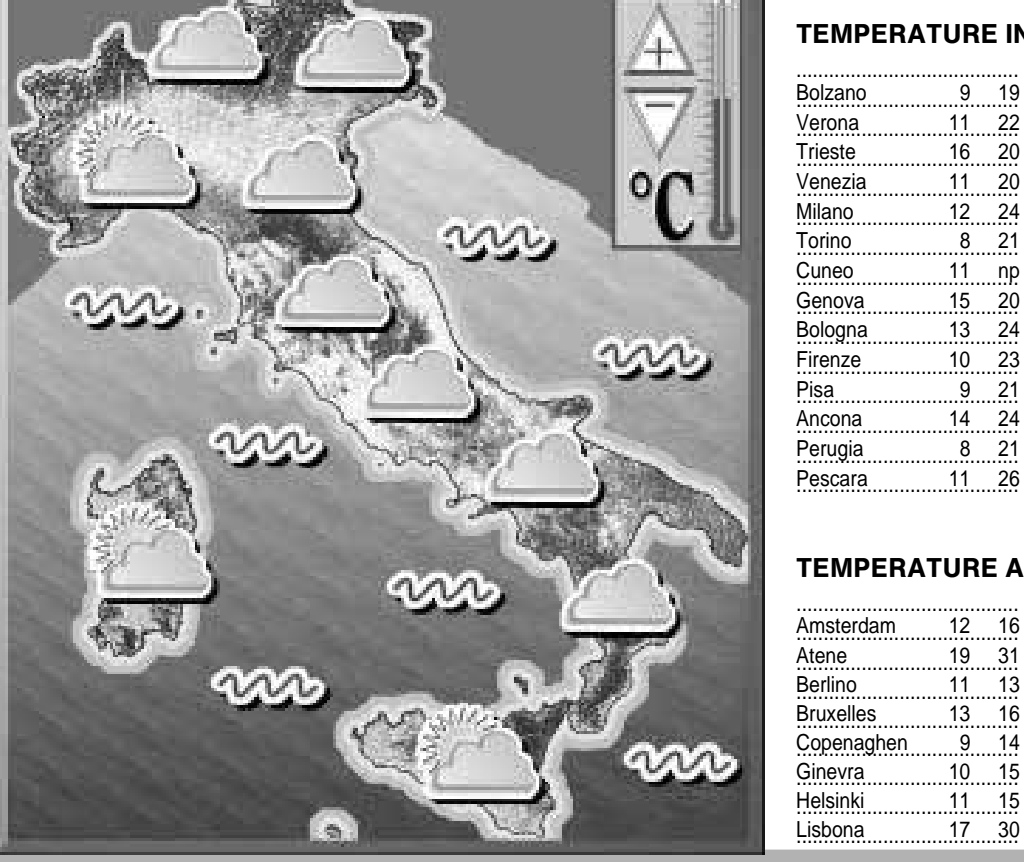 °C
TEMPERATURE IN
Bolzano 9 19
Verona 11 22
Trieste 16 20
Venezia 11 20
Milano 12 24
Torino 8 21
Cuneo 11 np
Genova 15 20
Bologna 13 24
Firenze 10 23
Pisa 9 21
Ancona 14 24
Perugia 8 21
Pescara 11 26
TEMPERATURE A
Amsterdam 12 16
Atene 19 31
Berlino 11 13
Bruxelles 13 16
Copenaghen 9 14
Ginevra 10 15
Helsinki 11 15
Lisbona 17 30